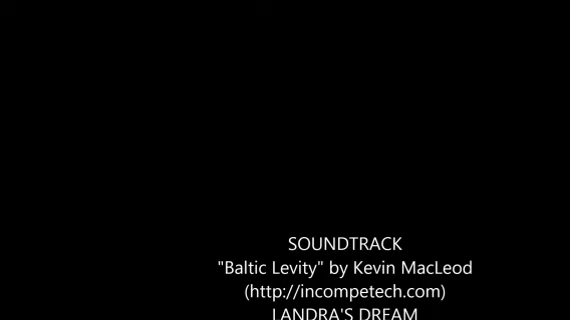 SOUNDTRACK
"Baltic Levity" by Kevin MacLeod
(http://incompetech.com)
LANDRA'S DREAM